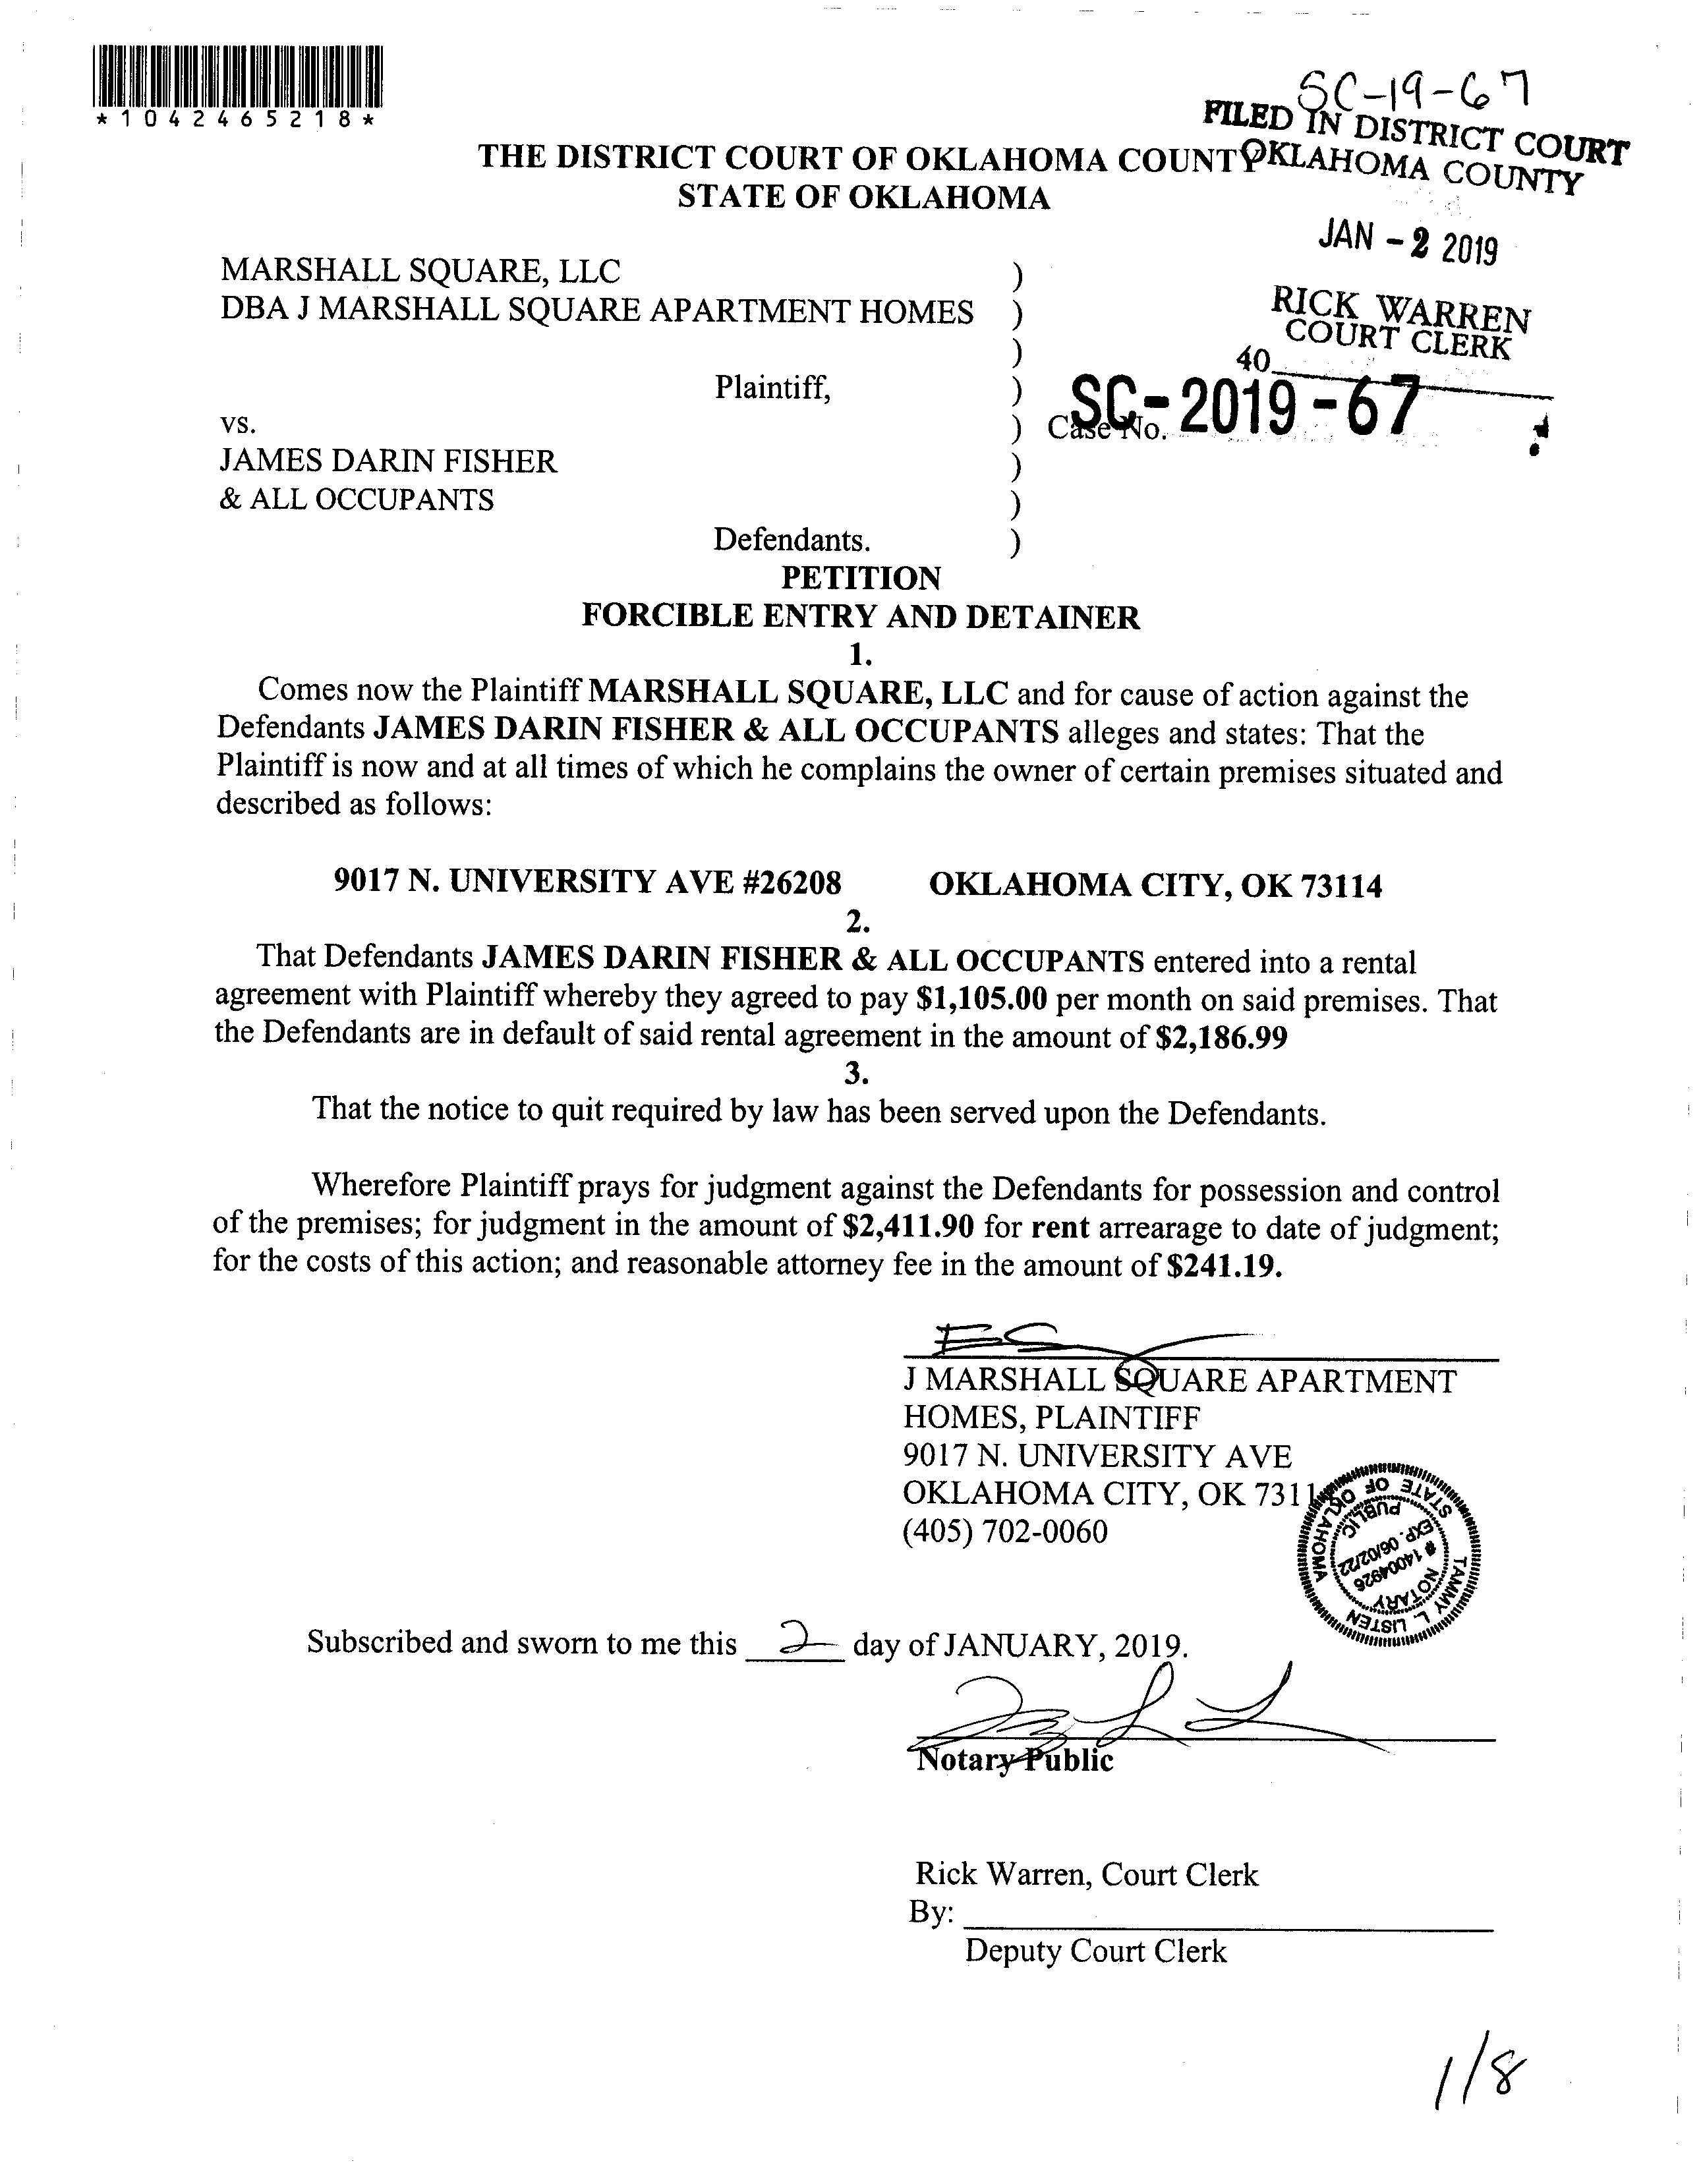 *1042465218*
SC-19-67
FILED IN DISTRICT COURT
OKLAHOMA COUNTY
THE DISTRICT COURT OF OKLAHOMA COUNTY
STATE OF OKLAHOMA
JAN - 2 2019
MARSHALL SQUARE, LLC )
DBA J MARSHALL SQUARE APARTMENT HOMES )
)
RICK WARREN
COURT CLERK
40
Plaintiff, )
vs. ) Case No. SC-2019-67
JAMES DARIN FISHER )
& ALL OCCUPANTS )
Defendants. )
PETITION
FORCIBLE ENTRY AND DETAINER
1.
Comes now the Plaintiff MARSHALL SQUARE, LLC and for cause of action against the
Defendants JAMES DARIN FISHER & ALL OCCUPANTS alleges and states: That the
Plaintiff is now and at all times of which he complains the owner of certain premises situated and
described as follows:
9017 N. UNIVERSITY AVE #26208 OKLAHOMA CITY, OK 73114
2.
That Defendants JAMES DARIN FISHER & ALL OCCUPANTS entered into a rental
agreement with Plaintiff whereby they agreed to pay $1,105.00 per month on said premises. That
the Defendants are in default of said rental agreement in the amount of $2,186.99
3.
That the notice to quit required by law has been served upon the Defendants.
Wherefore Plaintiff prays for judgment against the Defendants for possession and control
of the premises; for judgment in the amount of $2,411.90 for rent arrearage to date of judgment;
for the costs of this action; and reasonable attorney fee in the amount of $241.19.
J MARSHALL SQUARE APARTMENT
HOMES, PLAINTIFF
9017 N. UNIVERSITY AVE
OKLAHOMA CITY, OK 7311
(405) 702-0060
TAMMY L. LISTEN
STATE OF OKLAHOMA
NOTARY
# 14004926
EXP. 06/02/22
PUBLIC
Subscribed and sworn to me this 2 day of JANUARY, 2019.
Notary Public
Rick Warren, Court Clerk
By:
Deputy Court Clerk
1/8